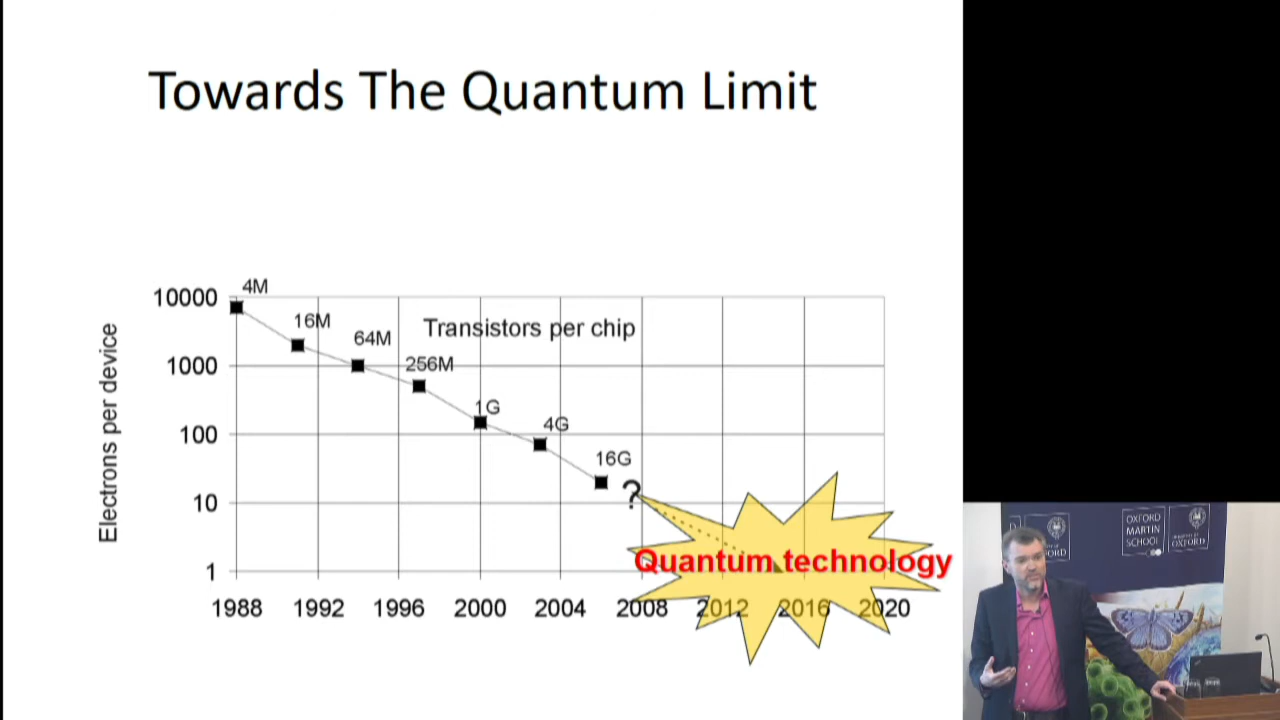 Towards The Quantum Limit
Electrons per device
10000
1000
100
10
1
4M
16M
64M
256M
1G
4G
16G
?
Transistors per chip
Quantum technology
1988 1992 1996 2000 2004 2008 2012 2016 2020
OXFORD
MARTIN
SCHOOL
OXFORD